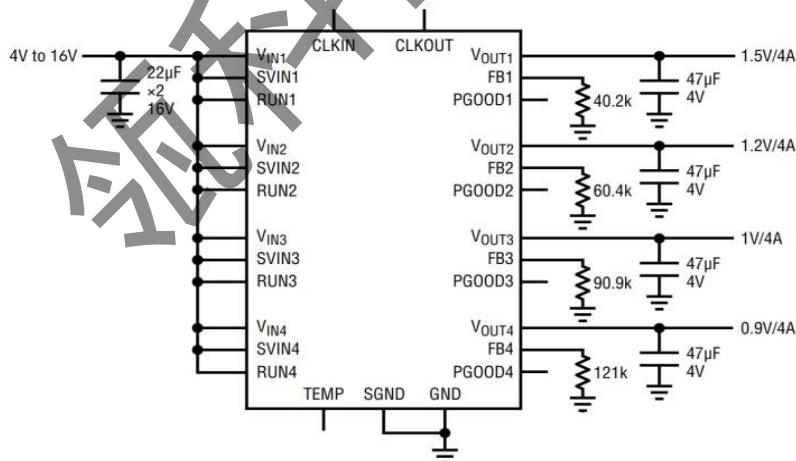 CLKIN
CLKOUT
4V to 16V
22µF
×2
16V
VIN1
SVIN1
RUN1
VIN2
SVIN2
RUN2
VIN3
SVIN3
RUN3
VIN4
SVIN4
RUN4
TEMP
SGND
GND
VOUT1
FB1
PGOOD1
40.2k
47µF
4V
1.5V/4A
VOUT2
FB2
PGOOD2
60.4k
47µF
4V
1.2V/4A
VOUT3
FB3
PGOOD3
90.9k
47µF
4V
1V/4A
VOUT4
FB4
PGOOD4
121k
47µF
4V
0.9V/4A